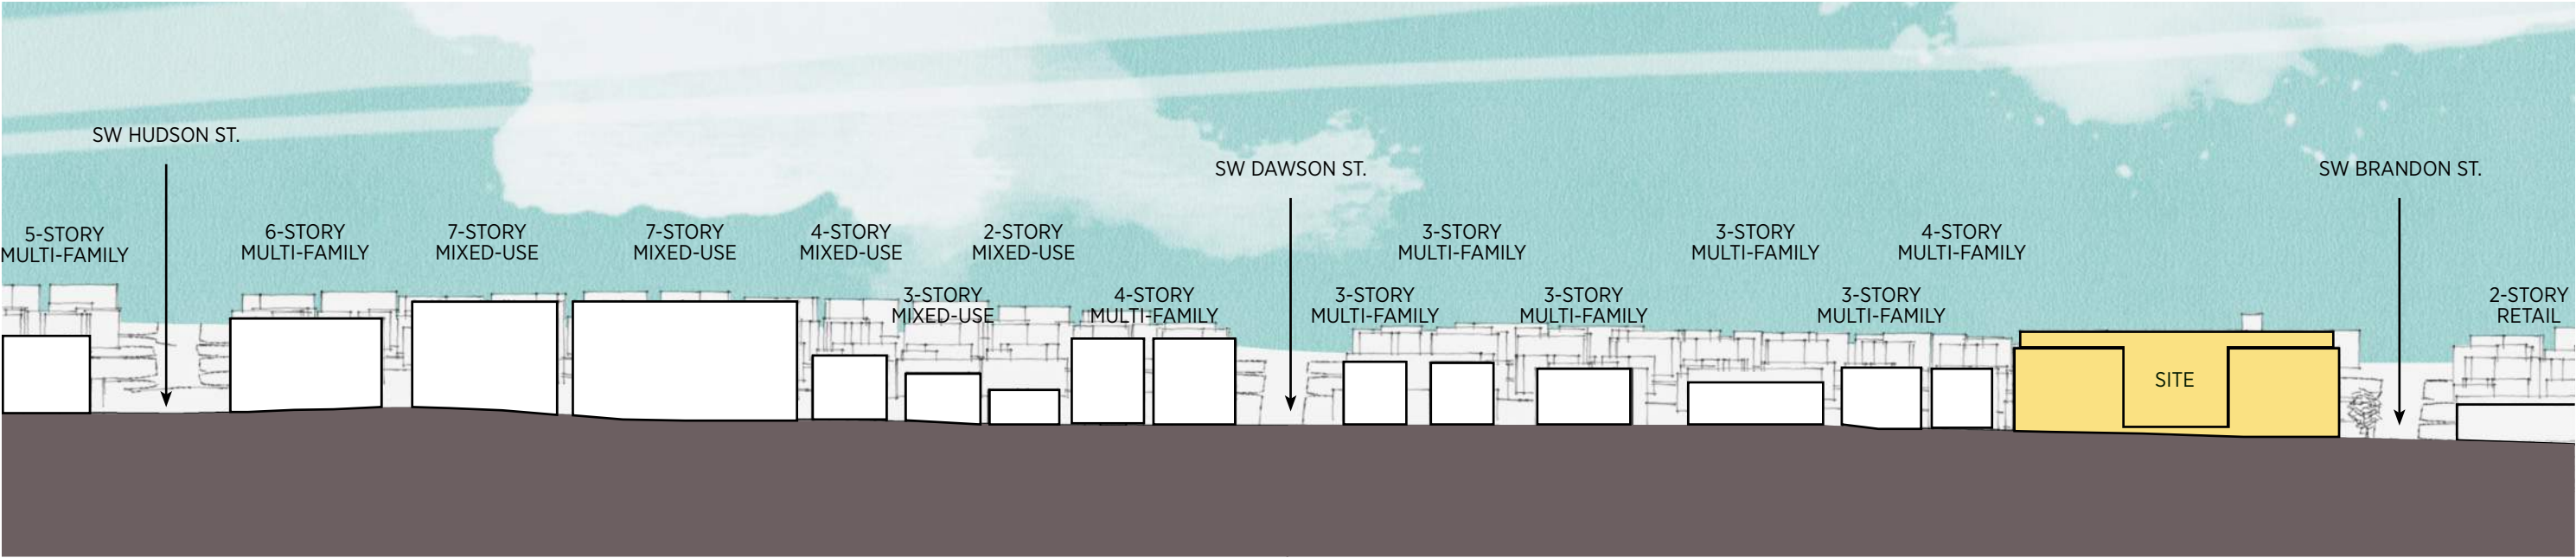 SW HUDSON ST.
SW DAWSON ST.
SW BRANDON ST.
5-STORY
MULTI-FAMILY
6-STORY
MULTI-FAMILY
7-STORY
MIXED-USE
7-STORY
MIXED-USE
4-STORY
MIXED-USE
3-STORY
MIXED-USE
2-STORY
MIXED-USE
4-STORY
MULTI-FAMILY
3-STORY
MULTI-FAMILY
3-STORY
MULTI-FAMILY
3-STORY
MULTI-FAMILY
3-STORY
MULTI-FAMILY
3-STORY
MULTI-FAMILY
4-STORY
MULTI-FAMILY
SITE
2-STORY
RETAIL